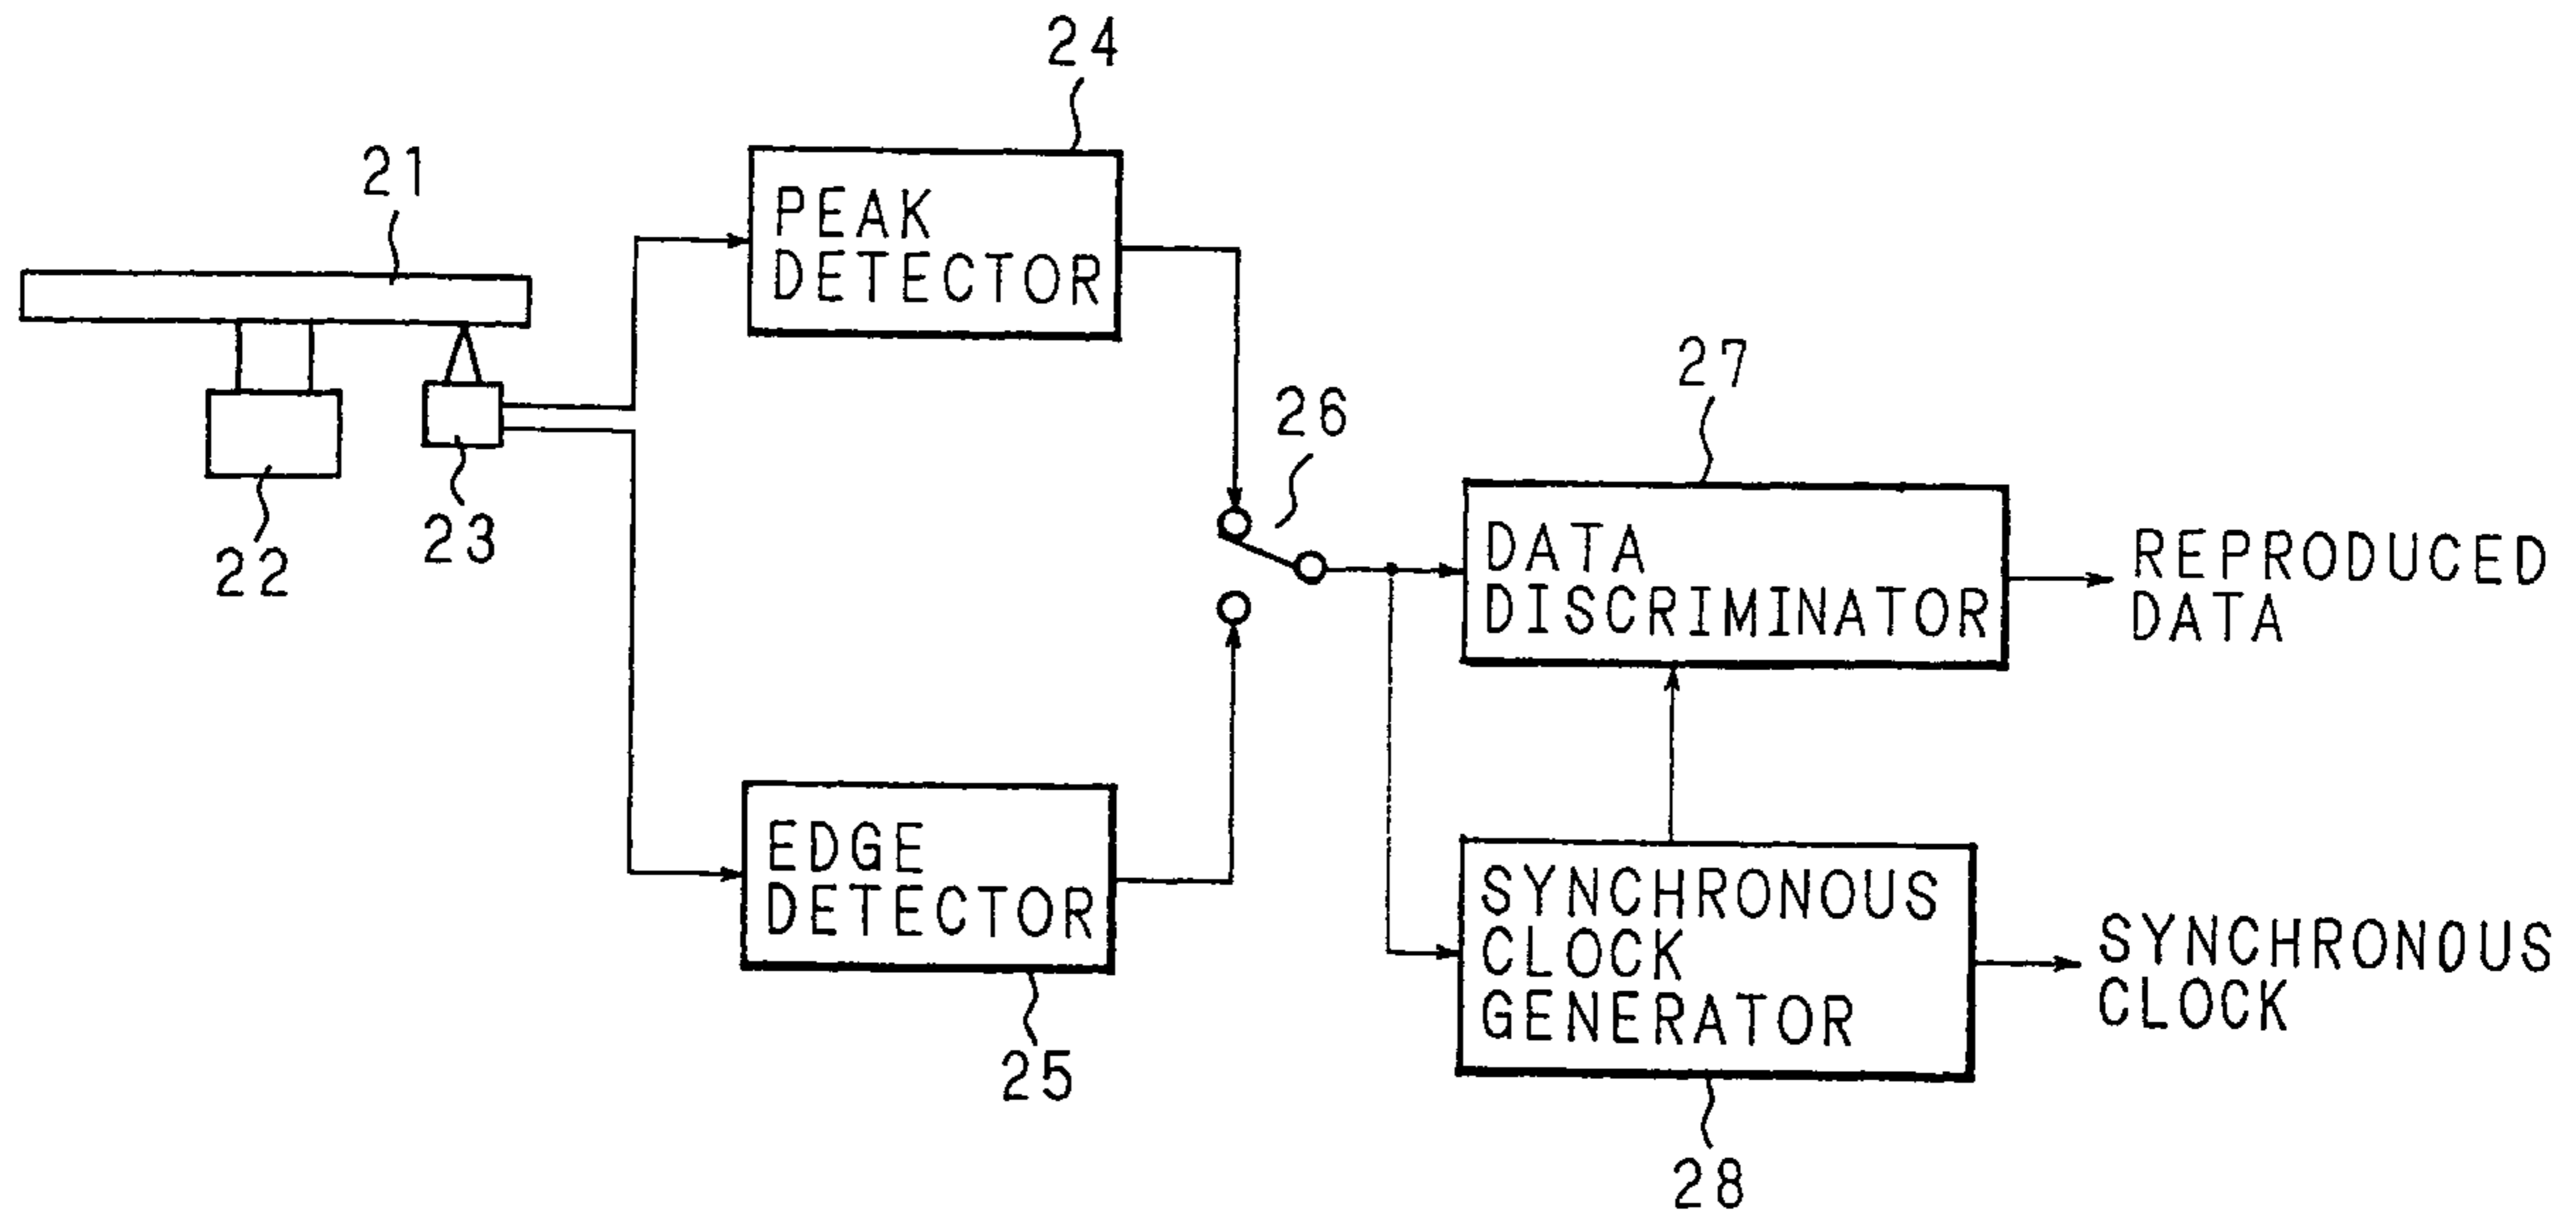 24
21
PEAK
DETECTOR
27
26
22
23
DATA
DISCRIMINATOR
REPRODUCED
DATA
EDGE
DETECTOR
25
SYNCHRONOUS
CLOCK
GENERATOR
SYNCHRONOUS
CLOCK
28